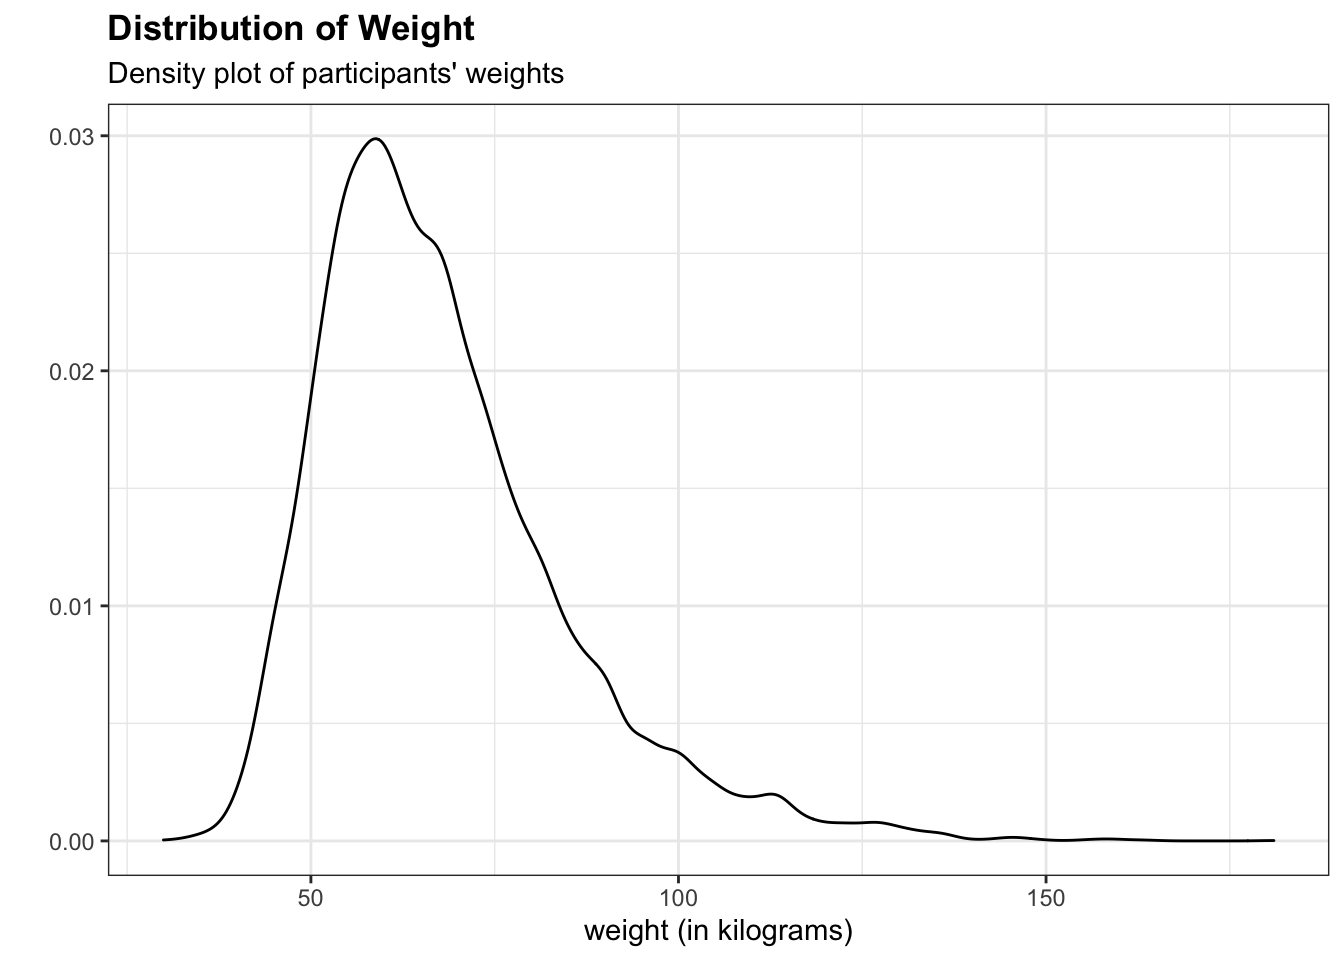 Distribution of Weight
Density plot of participants' weights
0.03
0.02
0.01
0.00
50 100 150
weight (in kilograms)